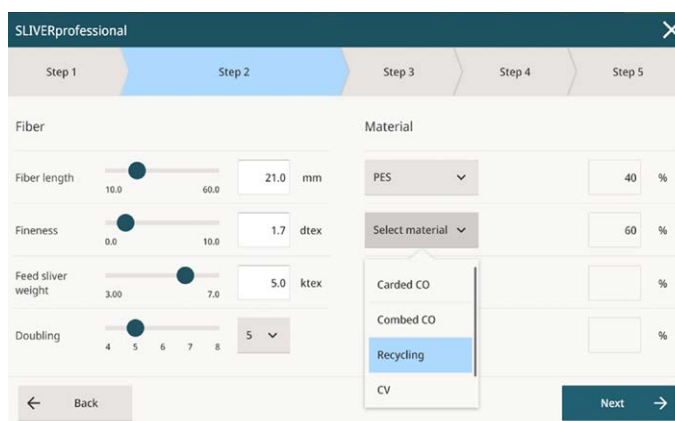 SLIVERprofessional
Step 1
Step 2
Step 3
Step 4
Step 5
Fiber
Material
Fiber length
10.0
60.0
21.0
mm
PES
40
%
Fineness
0.0
10.0
1.7
dtex
Select material
60
%
Feed sliver
weight
3.00
7.0
5.0
ktex
Carded CO
%
Combed CO
Doubling
4
5
6
7
8
5
%
Recycling
CV
Back
Next